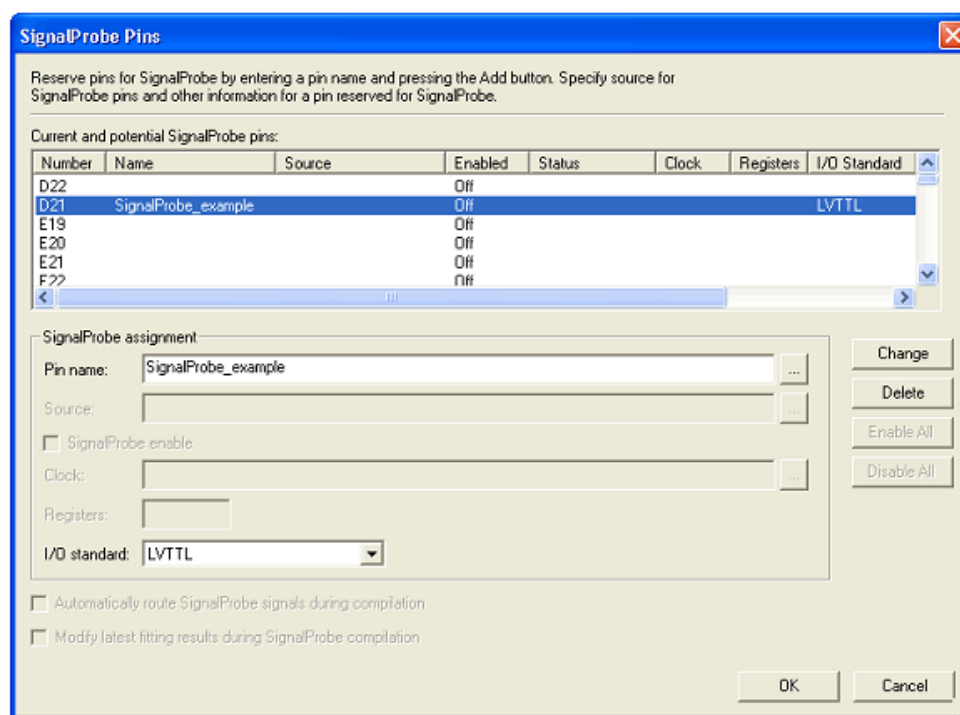 SignalProbe Pins
Reserve pins for SignalProbe by entering a pin name and pressing the Add button. Specify source for
SignalProbe pins and other information for a pin reserved for SignalProbe.
Current and potential SignalProbe pins:
Number Name Source Enabled Status Clock Registers I/O Standard
D22 Off
D21 SignalProbe_example Off LVTTL
E19 Off
E20 Off
E21 Off
F22 Off
SignalProbe assignment
Pin name: SignalProbe_example ...
Change
Source: ...
Delete
SignalProbe enable
Enable All
Clock: ...
Disable All
Registers:
I/O standard: LVTTL
Automatically route SignalProbe signals during compilation
Modify latest fitting results during SignalProbe compilation
OK Cancel